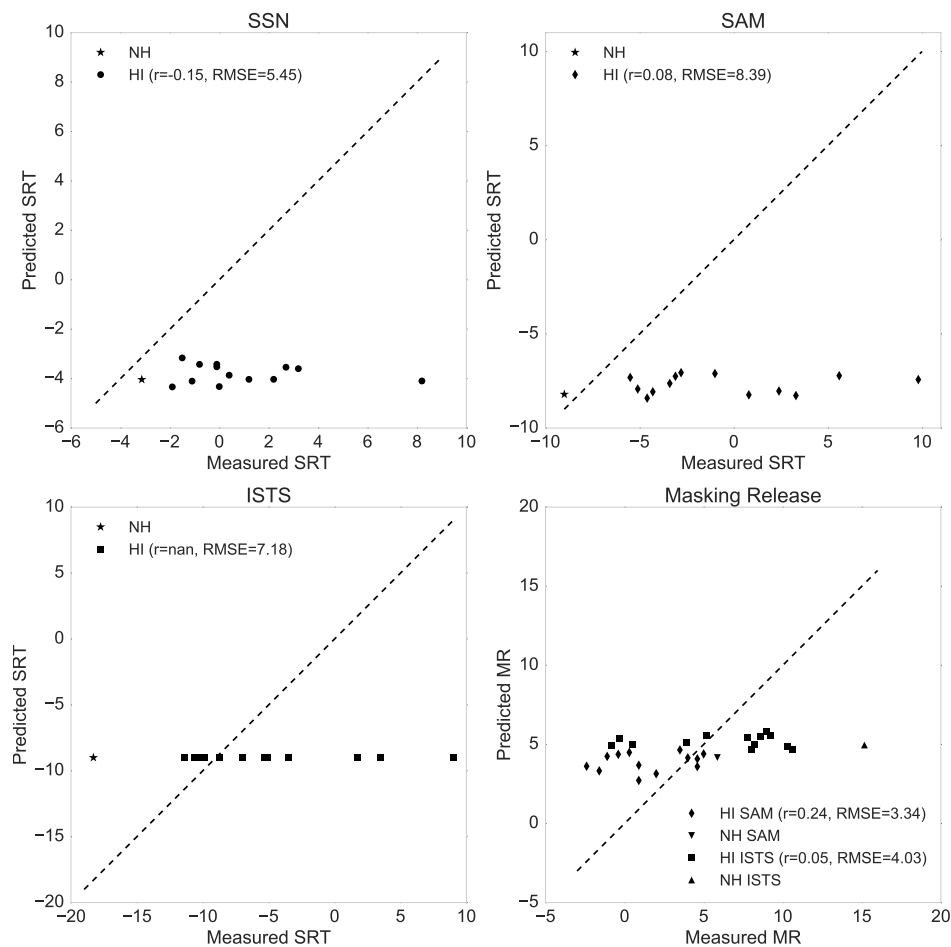 SSN
10
8
6
4
2
0
−2
−4
−6
Predicted SRT
NH
HI (r=-0.15, RMSE=5.45)
−6 −4 −2 0 2 4 6 8 10
Measured SRT
SAM
10
5
0
−5
−10
Predicted SRT
NH
HI (r=0.08, RMSE=8.39)
−10 −5 0 5 10
Measured SRT
ISTS
10
5
0
−5
−10
−15
−20
Predicted SRT
NH
HI (r=nan, RMSE=7.18)
−20 −15 −10 −5 0 5 10
Measured SRT
Masking Release
20
15
10
5
0
−5
Predicted MR
HI SAM (r=0.24, RMSE=3.34)
NH SAM
HI ISTS (r=0.05, RMSE=4.03)
NH ISTS
−5 0 5 10 15 20
Measured MR